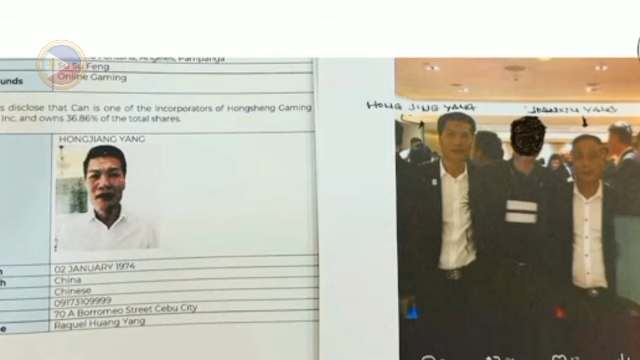 Angeles, Pampanga
Su Su Feng
unds
Online Gaming
s disclose that Can is one of the incorporators of Hongsheng Gaming
Inc. and owns 36.86% of the total shares.
HONGJIANG YANG
02 JANUARY 1974
h
China
Chinese
09173109999
70 A Borromeo Street Cebu City
e
Raquel Huang Yang
HONG JING YANG
JIANXIN YANG